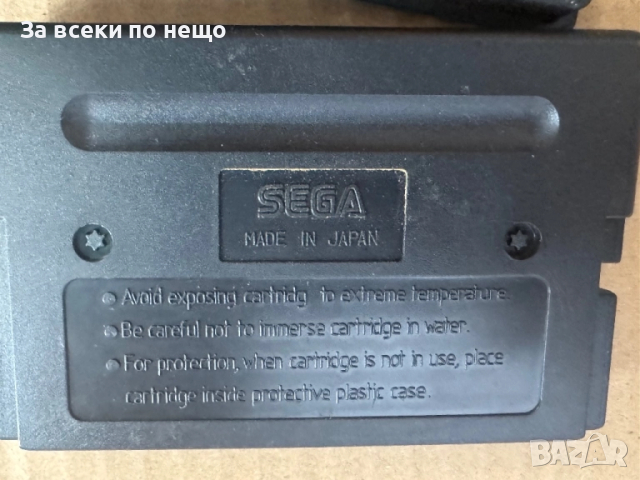 За всеки по нещо
SEGA
MADE IN JAPAN
Avoid exposing cartridg to extreme temperature.
Be careful not to immerse cartridge in water.
For protection, when cartridge is not in use, place
cartridge inside protective plastic case.
BAZAR